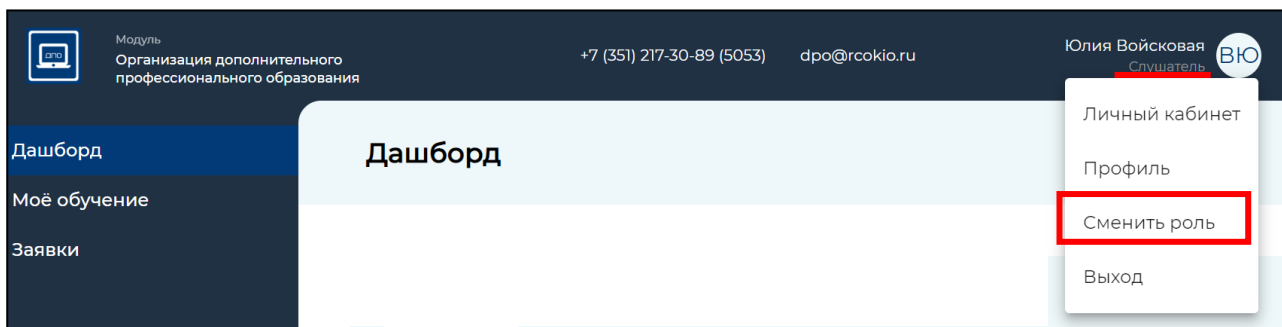 дпо
Модуль
Организация дополнительного
профессионального образования
+7 (351) 217-30-89 (5053)
dpo@rcokio.ru
Юлия Войсковая
Слушатель
ВЮ
Личный кабинет
Профиль
Сменить роль
Выход
Дашборд
Моё обучение
Заявки
Дашборд